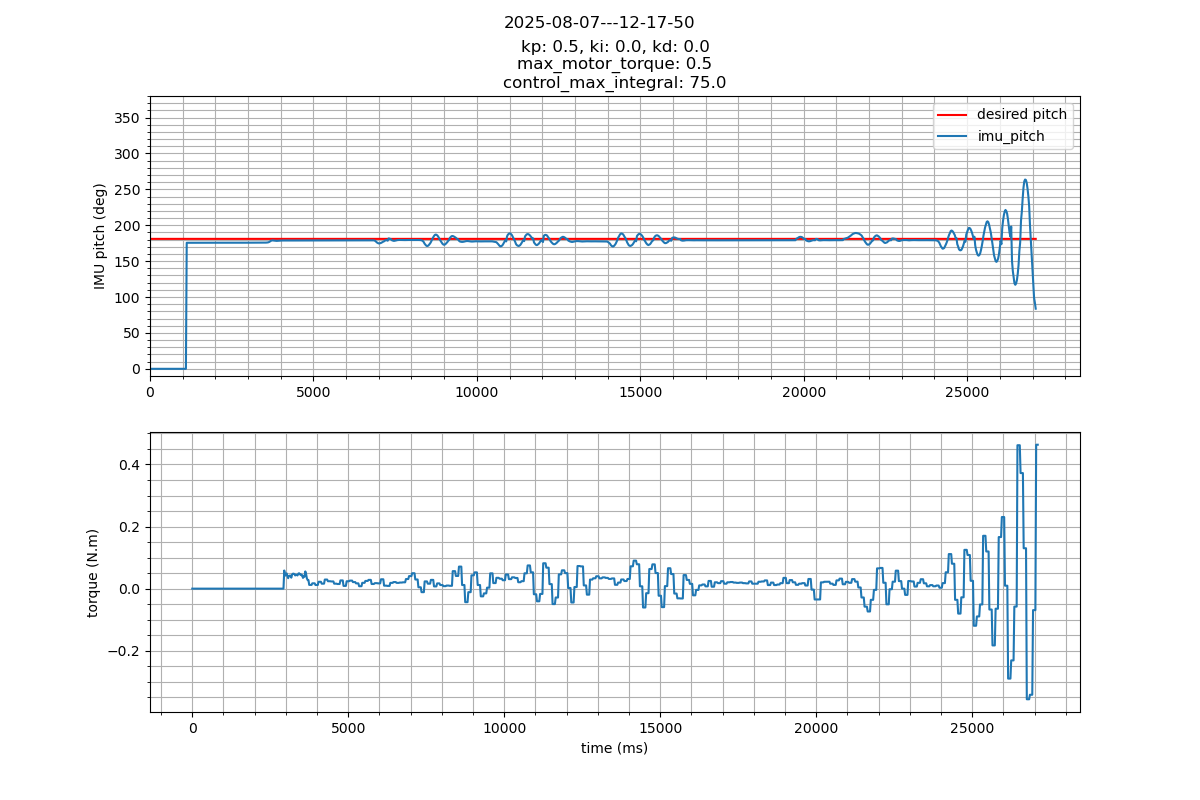 2025-08-07---12-17-50
kp: 0.5, ki: 0.0, kd: 0.0
max_motor_torque: 0.5
control_max_integral: 75.0
desired pitch
imu_pitch
IMU pitch (deg)
350
300
250
200
150
100
50
0
0 5000 10000 15000 20000 25000
torque (N.m)
0.4
0.2
0.0
−0.2
0 5000 10000 15000 20000 25000
time (ms)